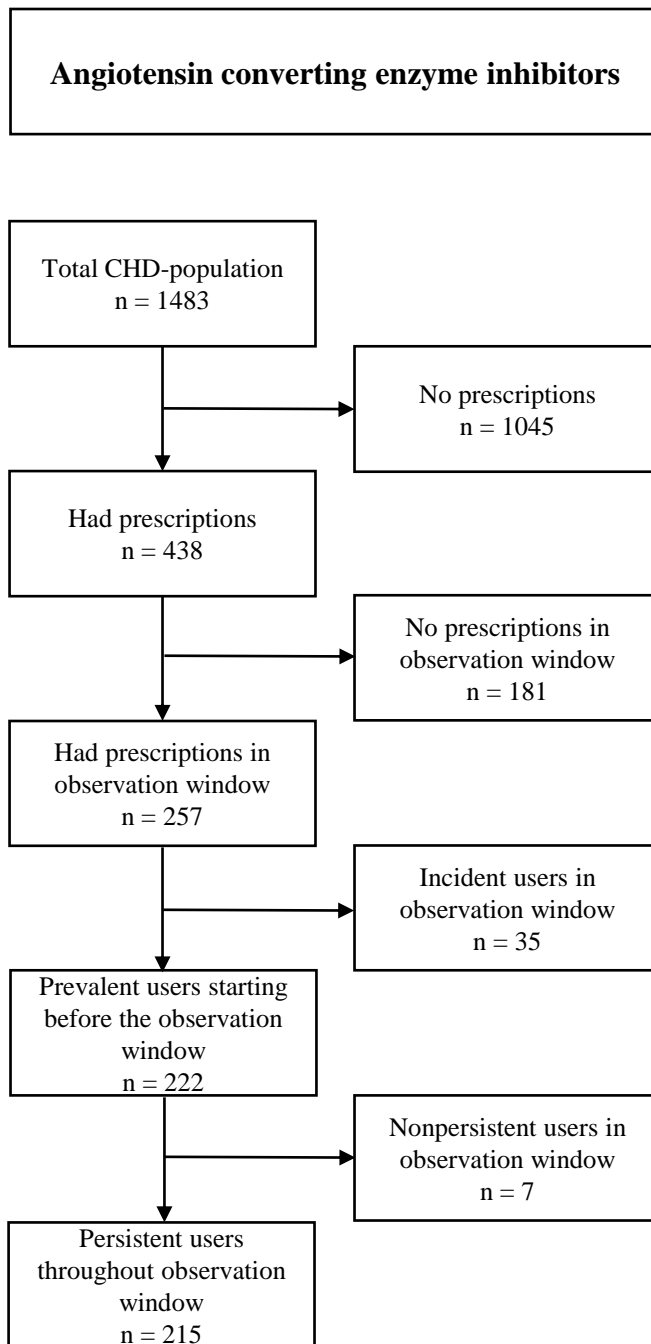 Angiotensin converting enzyme inhibitors
Total CHD-population
n = 1483
No prescriptions
n = 1045
Had prescriptions
n = 438
No prescriptions in
observation window
n = 181
Had prescriptions in
observation window
n = 257
Incident users in
observation window
n = 35
Prevalent users starting
before the observation
window
n = 222
Nonpersistent users in
observation window
n = 7
Persistent users
throughout observation
window
n = 215